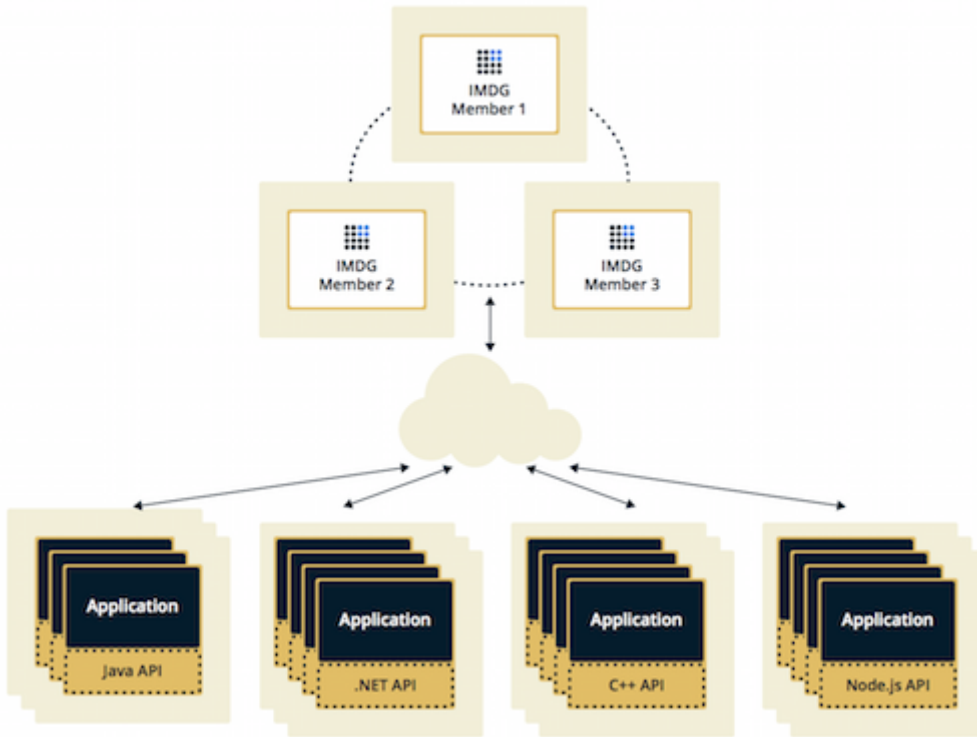 IMDG
Member 1
IMDG
Member 2
IMDG
Member 3
Application
Java API
Application
.NET API
Application
C++ API
Application
Node.js API